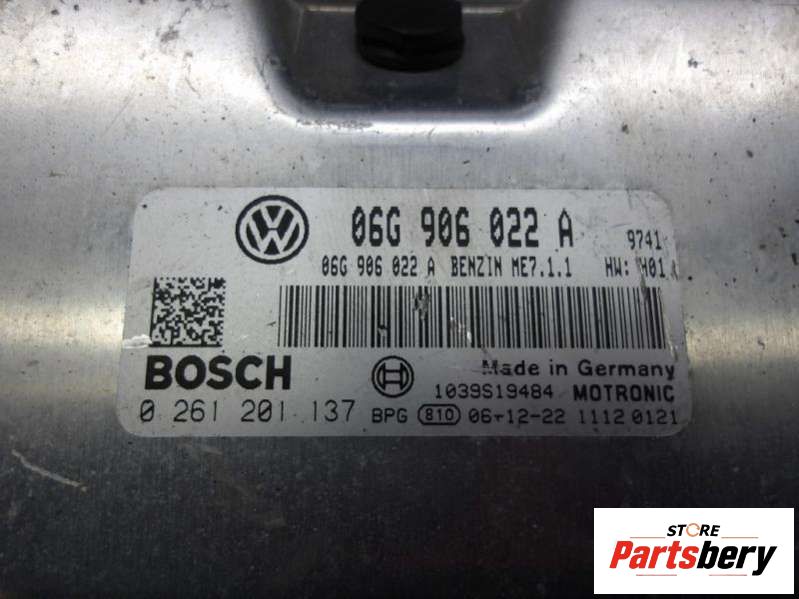 06G 906 022 A 9741
06G 906 022 A BENZIN ME7.1.1 HW: H01
BOSCH Made in Germany
1039S19484 MOTRONIC
0 261 201 137 BPG 810 06-12-22 1112 0121
STORE
Partsbery